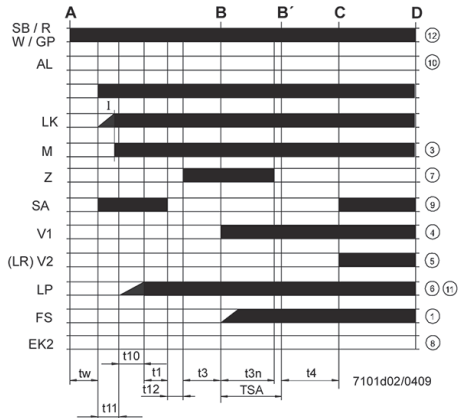 A B B´ C D
SB / R
W / GP 12
AL 10
1
LK
M 3
Z 7
SA 9
V1 4
(LR) V2 5
LP 6 11
FS 1
EK2 8
t10
tw t1 t3 t3n t4
t12 TSA 7101d02/0409
t11